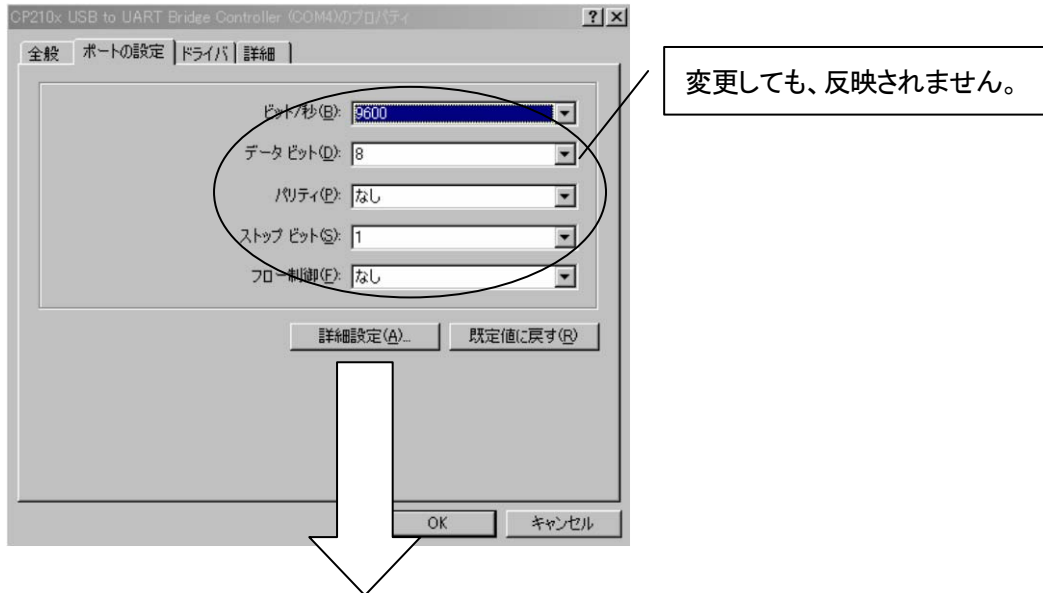 CP210x USB to UART Bridge Controller (COM4)のプロパティ
全般 ポートの設定 ドライバ 詳細
変更しても、反映されません。
ビット/秒(B): 9600
データ ビット(D): 8
パリティ(P): なし
ストップ ビット(S): 1
フロー制御(F): なし
詳細設定(A)... 既定値に戻す(R)
OK キャンセル